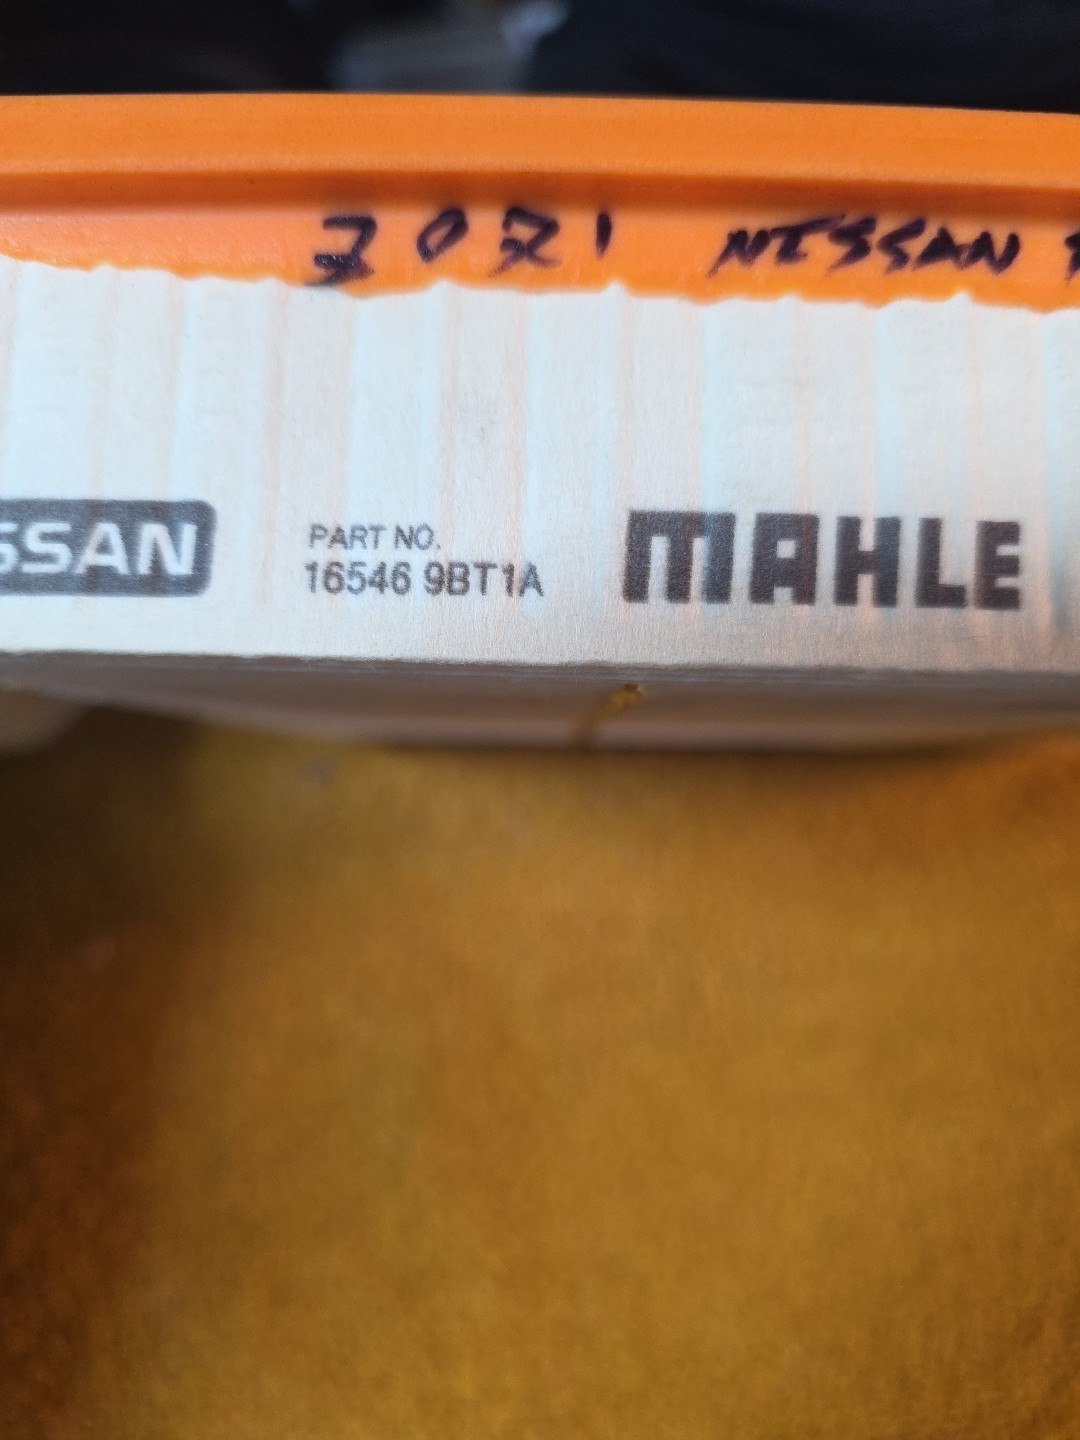 2021 NISSAN
SSAN
PART NO.
16546 9BT1A
MAHLE